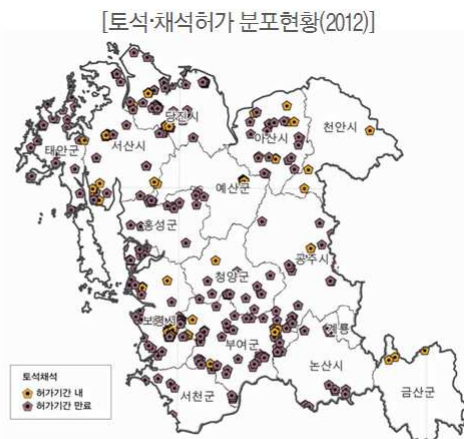 [토석·채석허가 분포현황(2012)]
당진시
아산시
천안시
태안군
서산시
예산군
홍성군
공주시
청양군
보령시
계룡
부여군
논산시
서천군
금산군
토석채석
허가기간 내
허가기간 만료